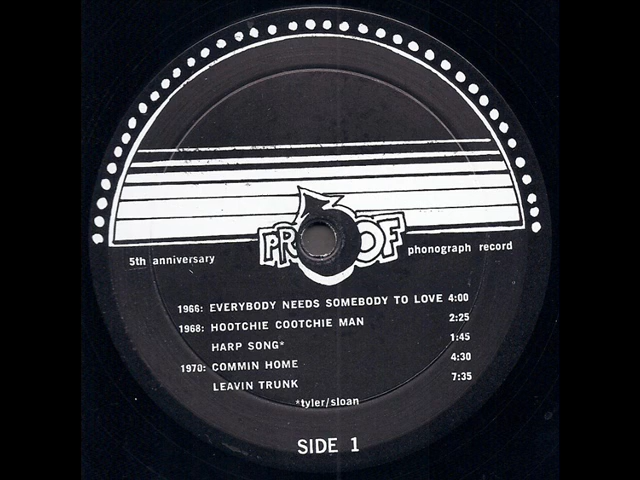 PROOF
5th anniversary
phonograph record
1966: EVERYBODY NEEDS SOMEBODY TO LOVE 4:00
1968: HOOTCHIE COOTCHIE MAN 2:25
HARP SONG* 1:45
1970: COMMIN HOME 4:30
LEAVIN TRUNK 7:35
*tyler/sloan
SIDE 1